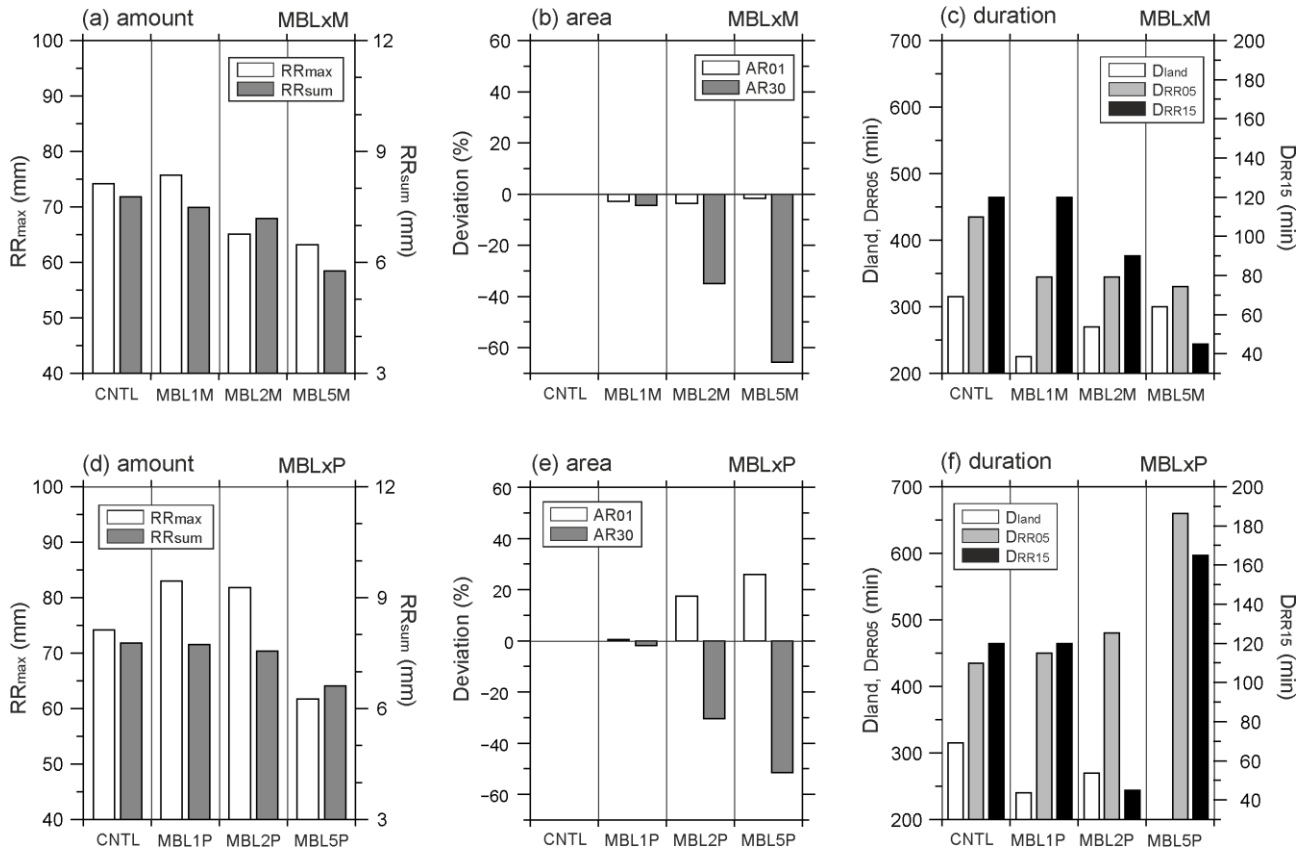 (a) amount MBLxM
RRmax (mm)
100
90
80
70
60
50
40
RRmax
RRsum
12
9
6
3
RRsum (mm)
CNTL MBL1M MBL2M MBL5M
(b) area MBLxM
Deviation (%)
60
40
20
0
−20
−40
−60
AR01
AR30
CNTL MBL1M MBL2M MBL5M
(c) duration MBLxM
Dland, DRR05 (min)
700
600
500
400
300
200
Dland
DRR05
DRR15
200
180
160
140
120
100
80
60
40
DRR15 (min)
CNTL MBL1M MBL2M MBL5M
(d) amount MBLxP
RRmax (mm)
100
90
80
70
60
50
40
RRmax
RRsum
12
9
6
3
RRsum (mm)
CNTL MBL1P MBL2P MBL5P
(e) area MBLxP
Deviation (%)
60
40
20
0
−20
−40
−60
AR01
AR30
CNTL MBL1P MBL2P MBL5P
(f) duration MBLxP
Dland, DRR05 (min)
700
600
500
400
300
200
Dland
DRR05
DRR15
200
180
160
140
120
100
80
60
40
DRR15 (min)
CNTL MBL1P MBL2P MBL5P